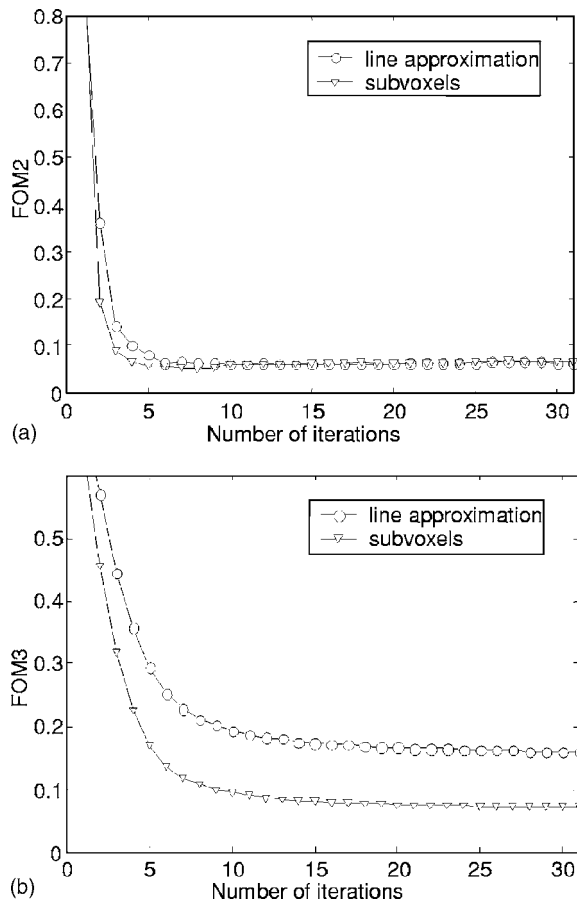 0.8
0.7
0.6
0.5
0.4
0.3
0.2
0.1
0
FOM2
line approximation
subvoxels
0 5 10 15 20 25 30
Number of iterations
(a)
0.5
0.4
0.3
0.2
0.1
0
FOM3
line approximation
subvoxels
0 5 10 15 20 25 30
Number of iterations
(b)